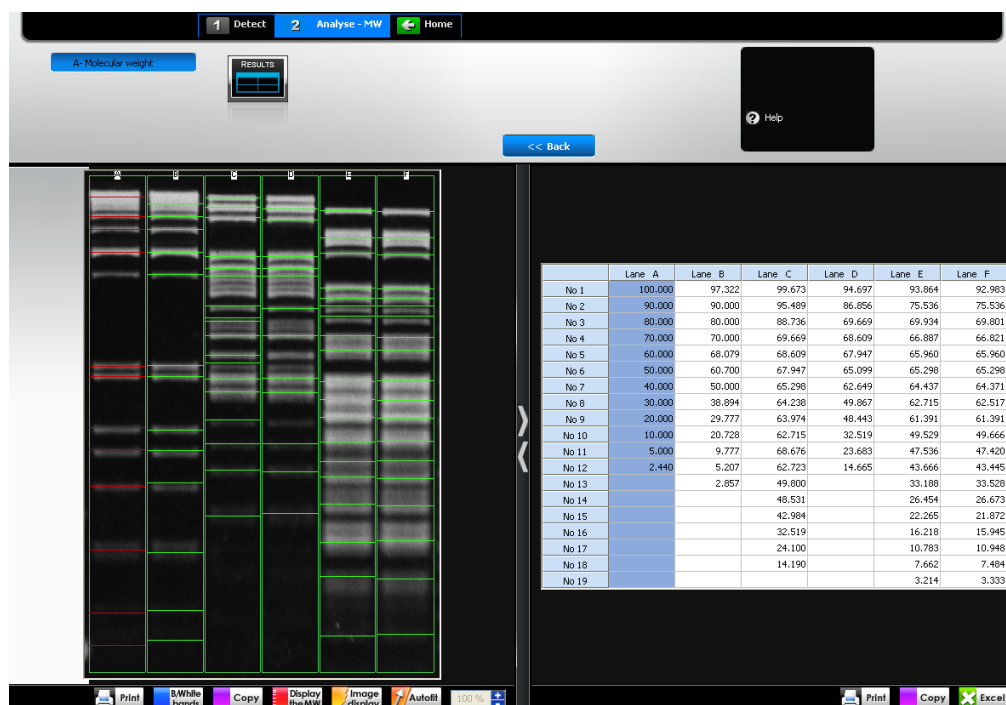 1 Detect 2 Analyse - MW Home
A- Molecular weight
RESULTS
Help
<< Back
A B C D E F
Lane A Lane B Lane C Lane D Lane E Lane F
No 1 100.000 97.322 99.673 94.697 93.864 92.983
No 2 90.000 90.000 95.489 86.856 75.536 75.536
No 3 80.000 80.000 88.736 69.669 69.934 69.801
No 4 70.000 70.000 69.669 68.609 66.887 66.821
No 5 60.000 68.079 68.609 67.947 65.960 65.960
No 6 50.000 60.700 67.947 65.099 65.298 65.298
No 7 40.000 50.000 65.298 62.649 64.437 64.371
No 8 30.000 38.894 64.238 49.867 62.715 62.517
No 9 20.000 29.777 63.974 48.443 61.391 61.391
No 10 10.000 20.728 62.715 32.519 49.529 49.666
No 11 5.000 9.777 68.676 23.683 47.536 47.420
No 12 2.440 5.207 62.723 14.665 43.666 43.445
No 13 2.857 49.800 33.188 33.528
No 14 48.531 26.454 26.673
No 15 42.984 22.265 21.872
No 16 32.519 16.218 15.945
No 17 24.100 10.783 10.948
No 18 14.190 7.662 7.484
No 19 3.214 3.333
Print B/White bands Copy Display the MW Image display Autofit 100 % Print Copy Excel